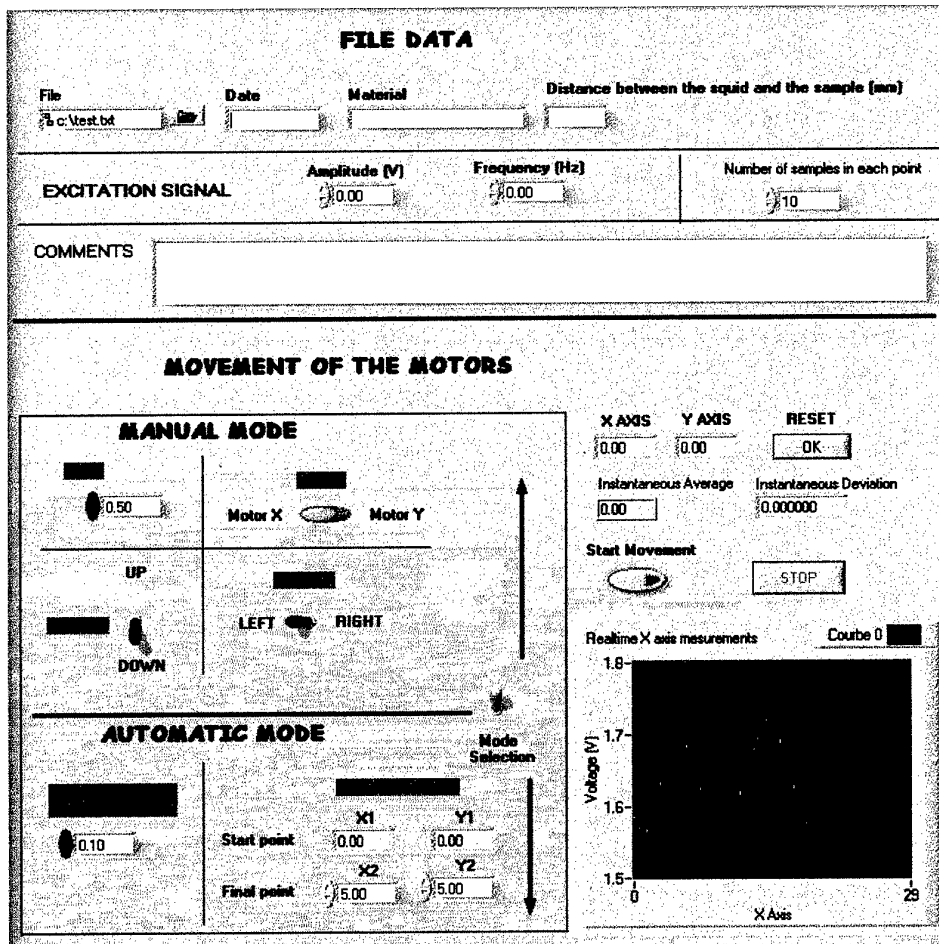 FILE DATA
File Date Material Distance between the squid and the sample (mm)
c:\test.txt
EXCITATION SIGNAL Amplitude (V) Frequency (Hz) Number of samples in each point
0.00 0.00 10
COMMENTS
MOVEMENT OF THE MOTORS
MANUAL MODE
0.50
Motor X Motor Y
UP
LEFT RIGHT
DOWN
AUTOMATIC MODE
Mode
Selection
0.10
X1 Y1
Start point 0.00 0.00
X2 Y2
Final point 5.00 5.00
X AXIS Y AXIS RESET
0.00 0.00 OK
Instantaneous Average Instantaneous Deviation
0.00 0.000000
Start Movement
STOP
Realtime X axis mesurements Courbe 0
1.8
1.7
1.6
1.5
Voltage (V)
0 29
X Axis